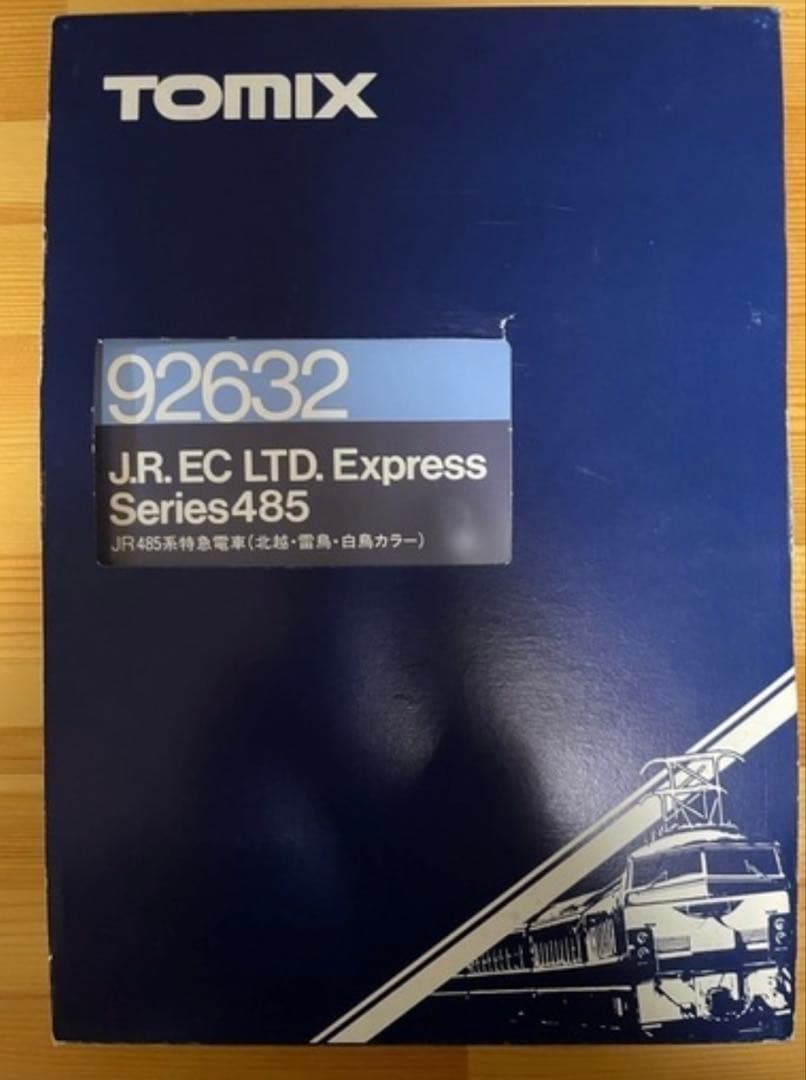 TOMIX
92632
J.R. EC LTD. Express
Series485
JR485系特急電車(北越・雷鳥・白鳥カラー)